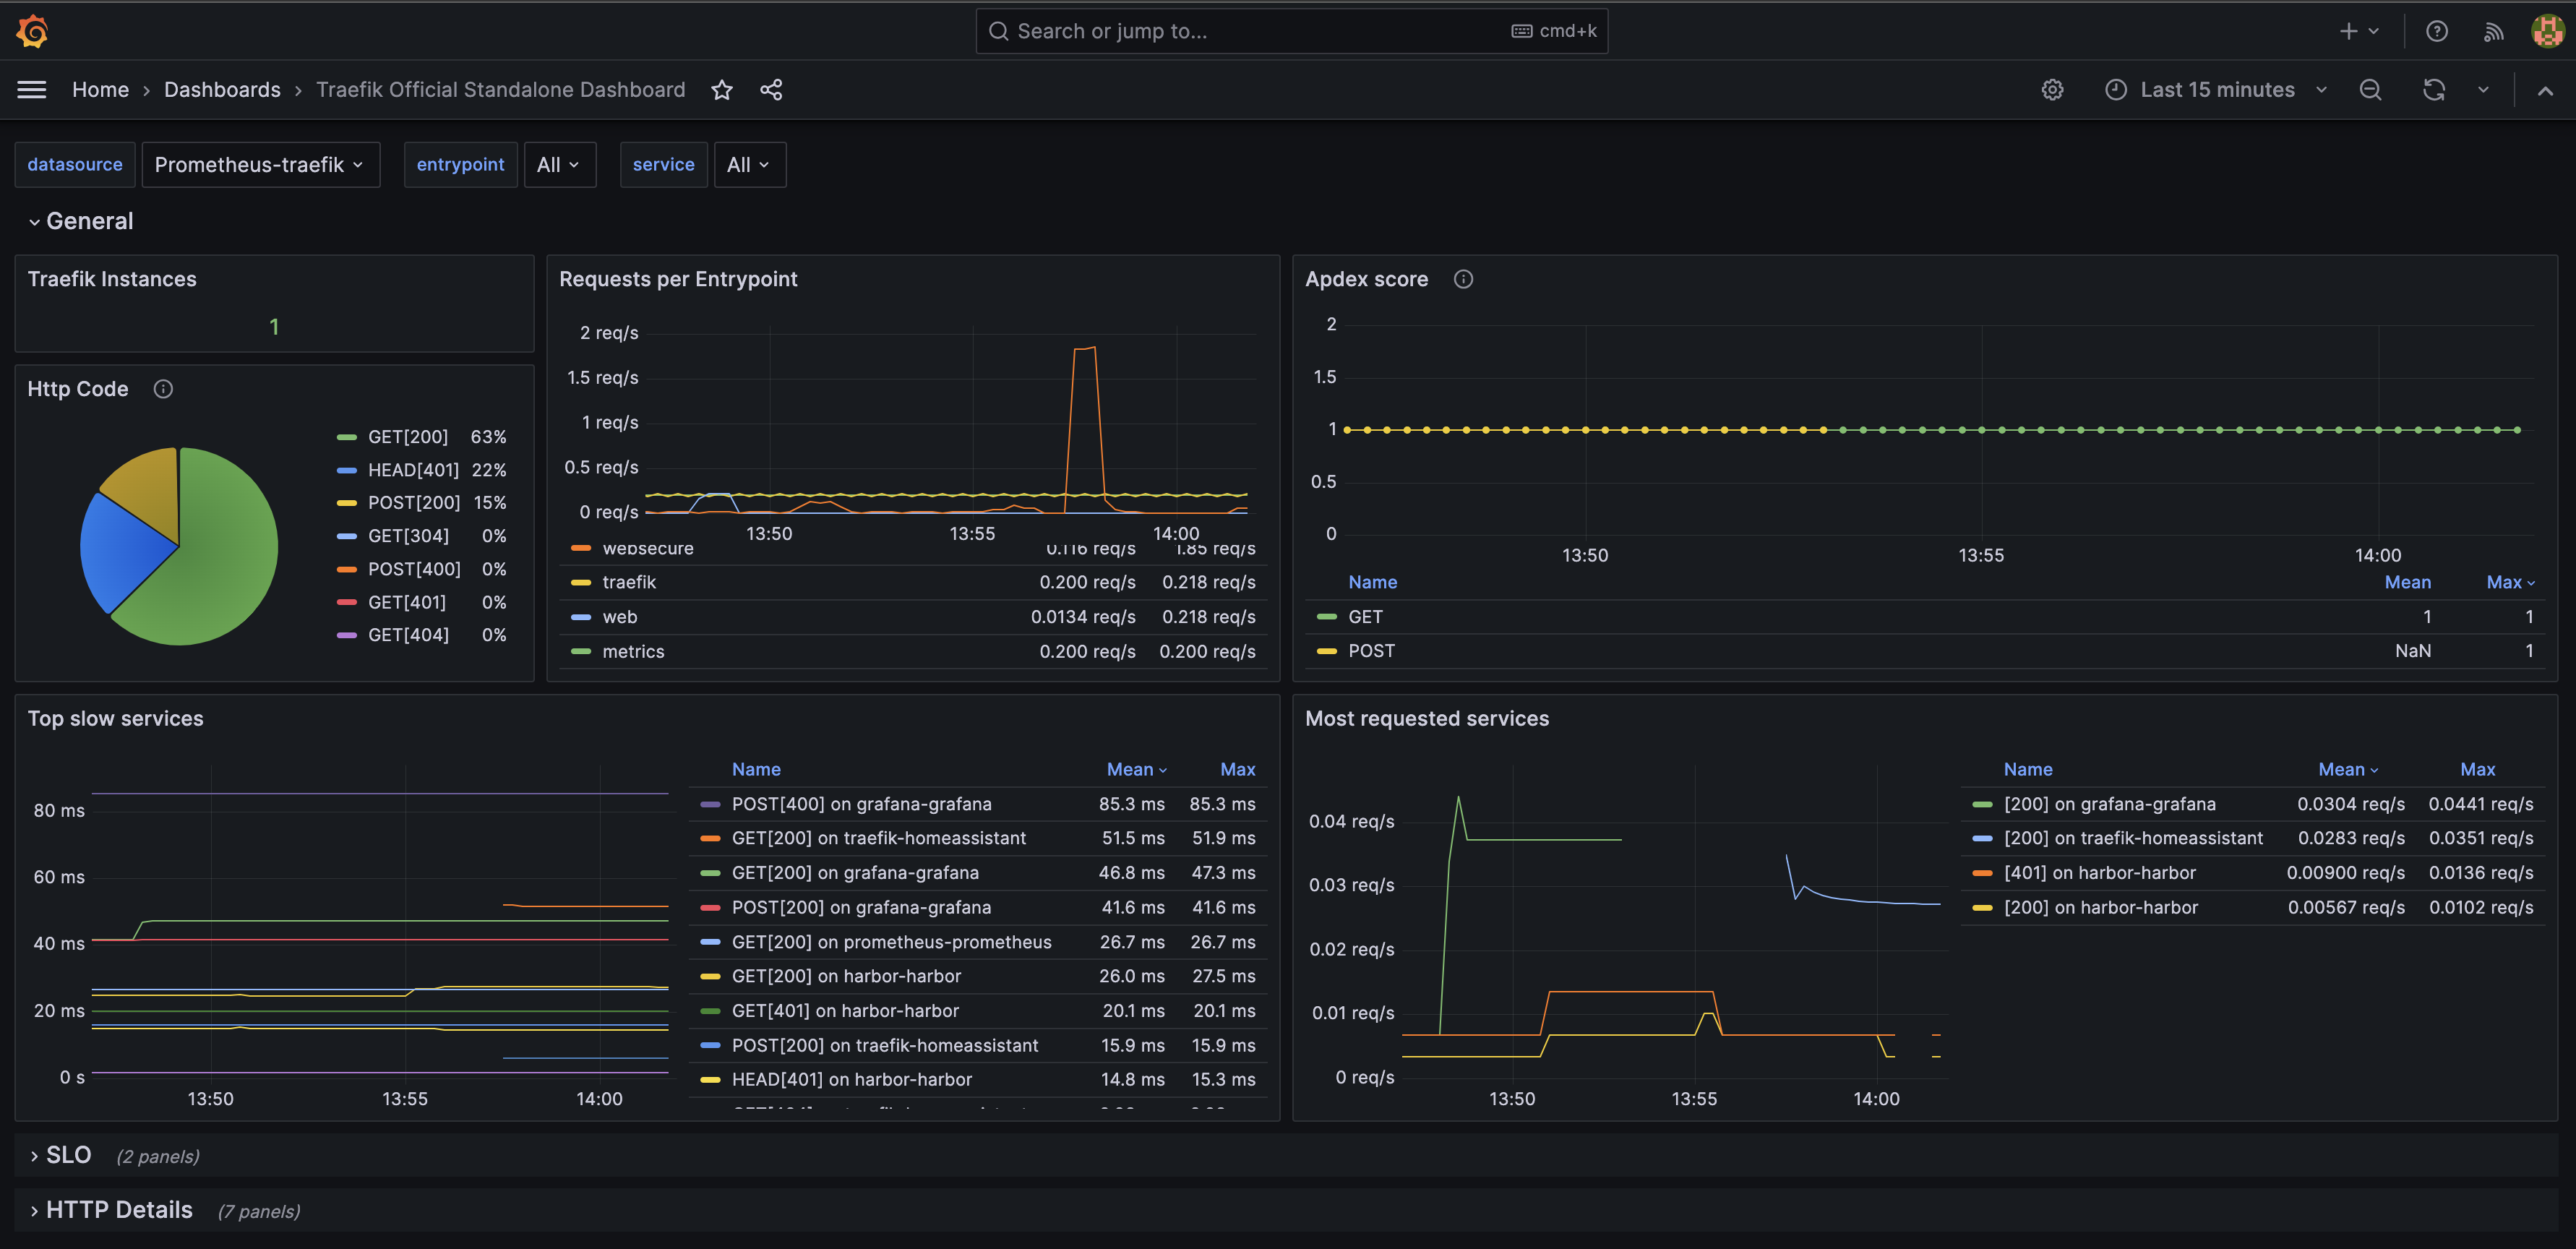 Search or jump to... cmd+k
Home › Dashboards › Traefik Official Standalone Dashboard
Last 15 minutes
datasource Prometheus-traefik entrypoint All service All
General
Traefik Instances
1
Http Code
GET[200] 63%
HEAD[401] 22%
POST[200] 15%
GET[304] 0%
POST[400] 0%
GET[401] 0%
GET[404] 0%
Requests per Entrypoint
2 req/s
1.5 req/s
1 req/s
0.5 req/s
0 req/s
13:50 13:55 14:00
websecure 0.116 req/s 1.85 req/s
traefik 0.200 req/s 0.218 req/s
web 0.0134 req/s 0.218 req/s
metrics 0.200 req/s 0.200 req/s
Apdex score
2
1.5
1
0.5
0
13:50 13:55 14:00
Name Mean Max
GET 1 1
POST NaN 1
Top slow services
80 ms
60 ms
40 ms
20 ms
0 s
13:50 13:55 14:00
Name Mean Max
POST[400] on grafana-grafana 85.3 ms 85.3 ms
GET[200] on traefik-homeassistant 51.5 ms 51.9 ms
GET[200] on grafana-grafana 46.8 ms 47.3 ms
POST[200] on grafana-grafana 41.6 ms 41.6 ms
GET[200] on prometheus-prometheus 26.7 ms 26.7 ms
GET[200] on harbor-harbor 26.0 ms 27.5 ms
GET[401] on harbor-harbor 20.1 ms 20.1 ms
POST[200] on traefik-homeassistant 15.9 ms 15.9 ms
HEAD[401] on harbor-harbor 14.8 ms 15.3 ms
Most requested services
0.04 req/s
0.03 req/s
0.02 req/s
0.01 req/s
0 req/s
13:50 13:55 14:00
Name Mean Max
[200] on grafana-grafana 0.0304 req/s 0.0441 req/s
[200] on traefik-homeassistant 0.0283 req/s 0.0351 req/s
[401] on harbor-harbor 0.00900 req/s 0.0136 req/s
[200] on harbor-harbor 0.00567 req/s 0.0102 req/s
SLO (2 panels)
HTTP Details (7 panels)